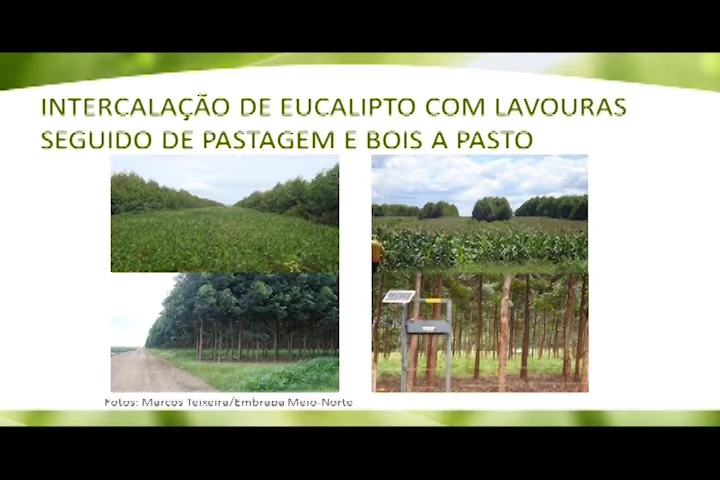 INTERCALAÇÃO DE EUCALIPTO COM LAVOURAS
SEGUIDO DE PASTAGEM E BOIS A PASTO
Fotos: Marcos Teixeira/Embrapa Meio-Norte